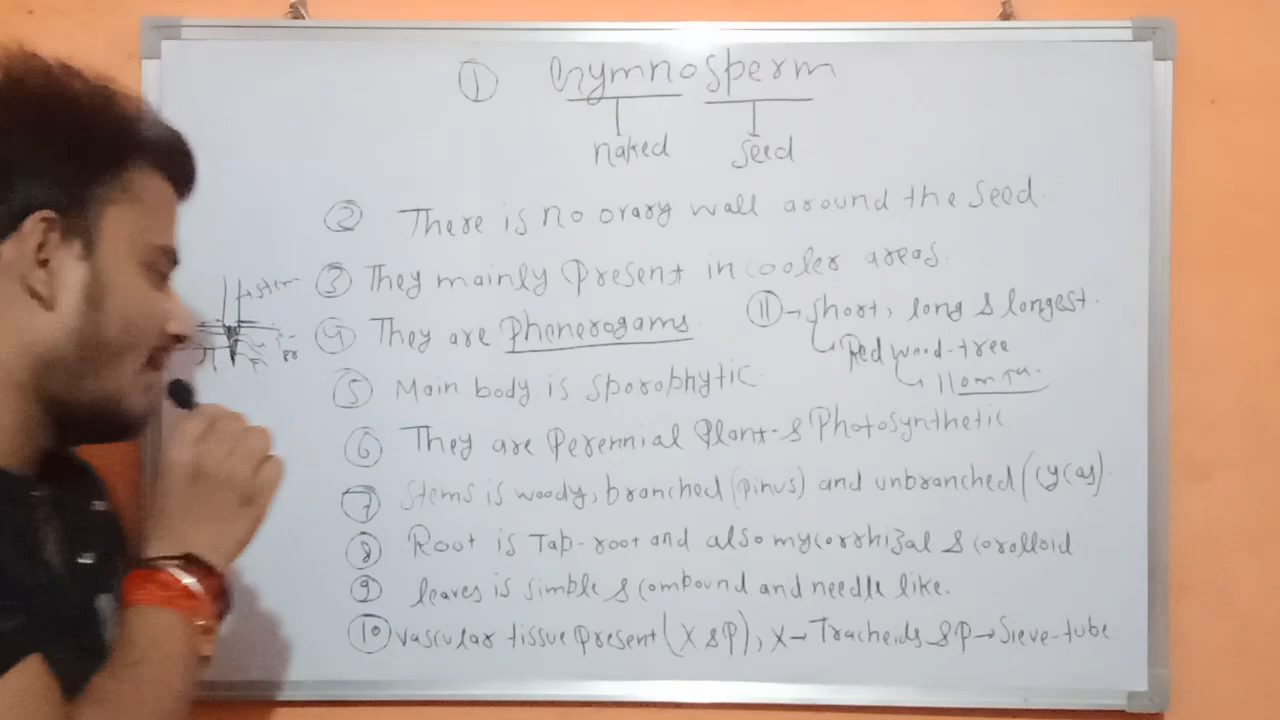 ① Gymnosperm
naked seed
② There is no ovary wall around the seed.
③ They mainly present in cooler areas.
④ They are Phenerogams
⑤ Main body is sporophytic
⑥ They are Perennial Plant & Photosynthetic
⑦ Stems is woody, branched (pinus) and unbranched (cycas).
⑧ Root is Tap-root and also mycorrhizal & corolloid
⑨ leaves is simble & combound and needle like.
⑩ vascular tissue present (X & P), X → Tracheids & P → Sieve-tube
⑪ → short, long & longest.
Red wood-tree
110m
stem